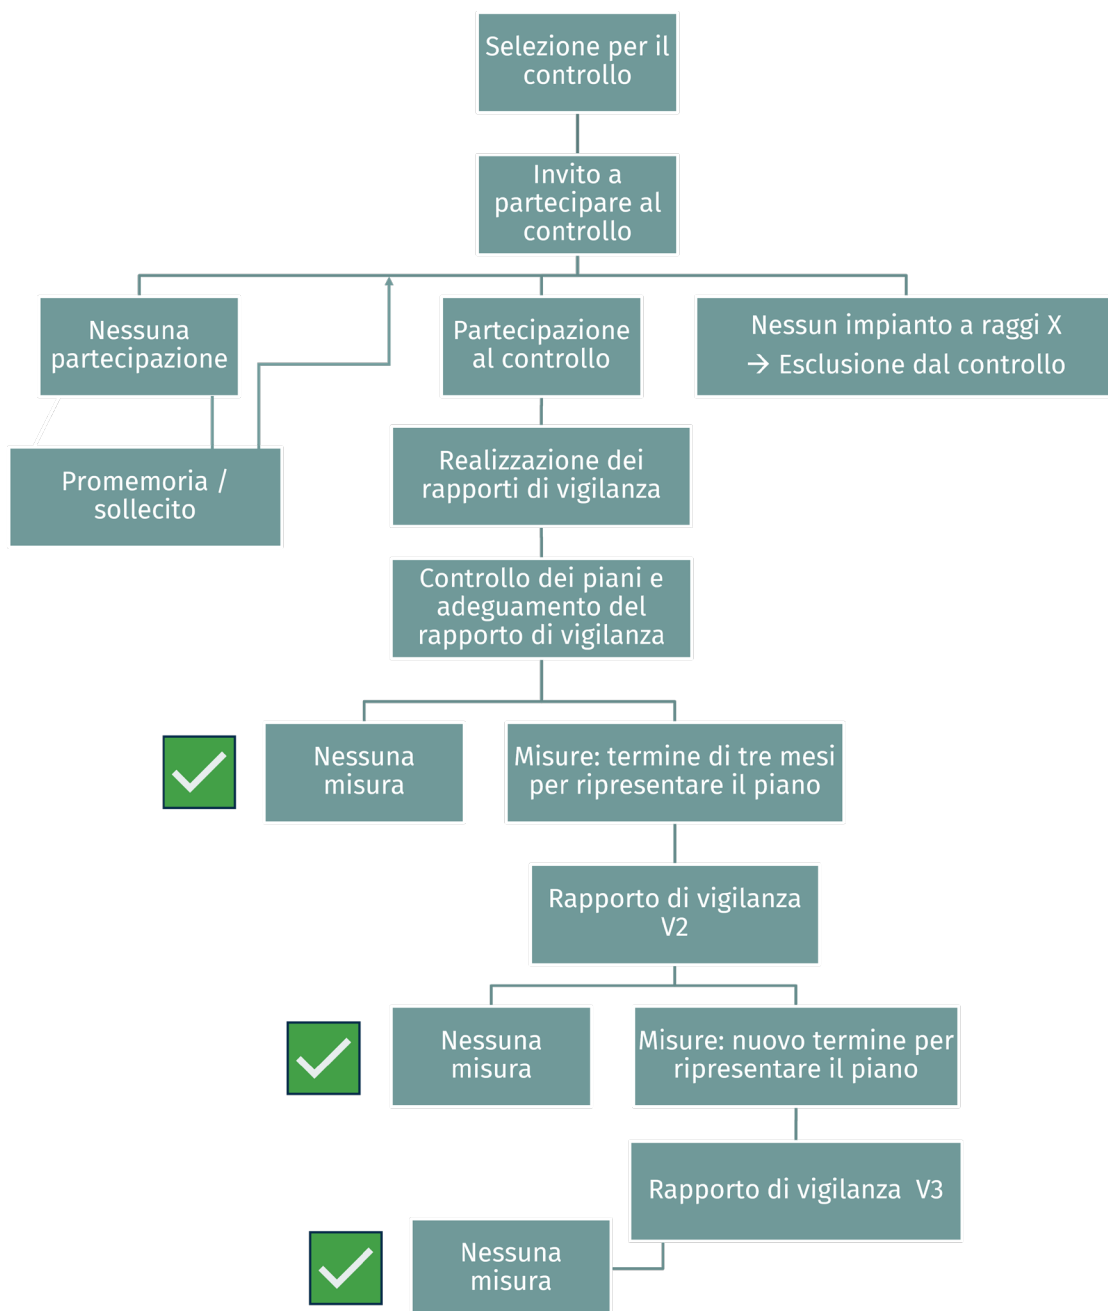 Selezione per il
controllo
Invito a
partecipare al
controllo
Nessuna
partecipazione
Partecipazione
al controllo
Nessun impianto a raggi X
→ Esclusione dal controllo
Promemoria /
sollecito
Realizzazione dei
rapporti di vigilanza
Controllo dei piani e
adeguamento del
rapporto di vigilanza
Nessuna
misura
Misure: termine di tre mesi
per ripresentare il piano
Rapporto di vigilanza
V2
Nessuna
misura
Misure: nuovo termine per
ripresentare il piano
Rapporto di vigilanza  V3
Nessuna
misura